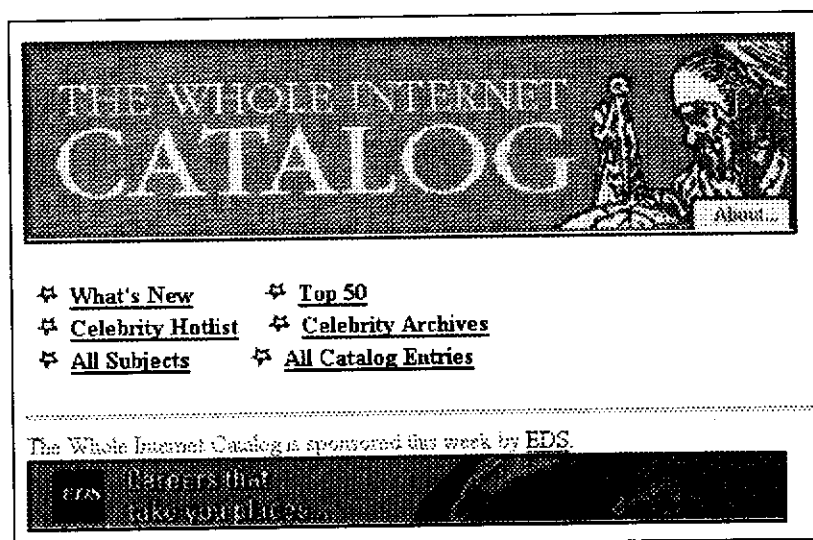 THE WHOLE INTERNET
CATALOG
About...
What's New Top 50
Celebrity Hotlist Celebrity Archives
All Subjects All Catalog Entries
The Whole Internet Catalog is sponsored this week by EDS.
EDS Careers that
take you places...